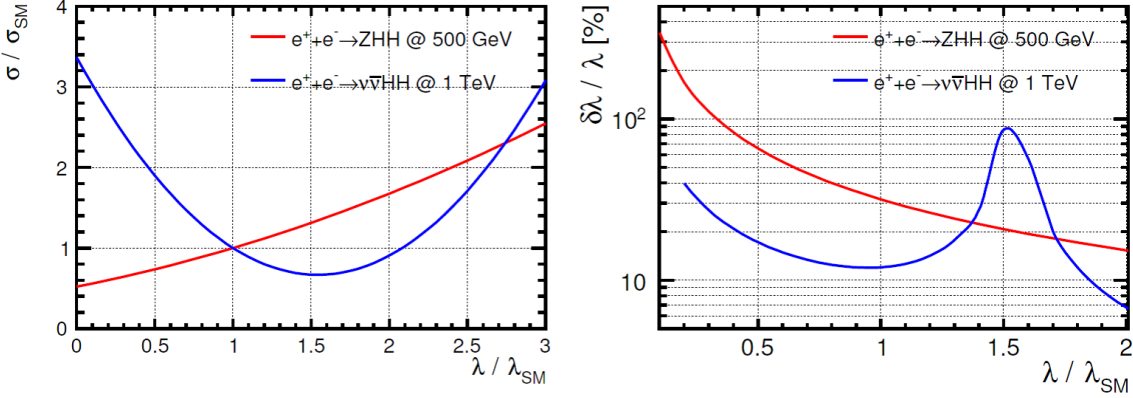 σ / σSM
4
3
2
1
0
e⁺+e⁻→ZHH @ 500 GeV
e⁺+e⁻→νν̅HH @ 1 TeV
0 0.5 1 1.5 2 2.5 3
λ / λSM
δλ / λ [%]
10²
10
e⁺+e⁻→ZHH @ 500 GeV
e⁺+e⁻→νν̅HH @ 1 TeV
0.5 1 1.5 2
λ / λSM